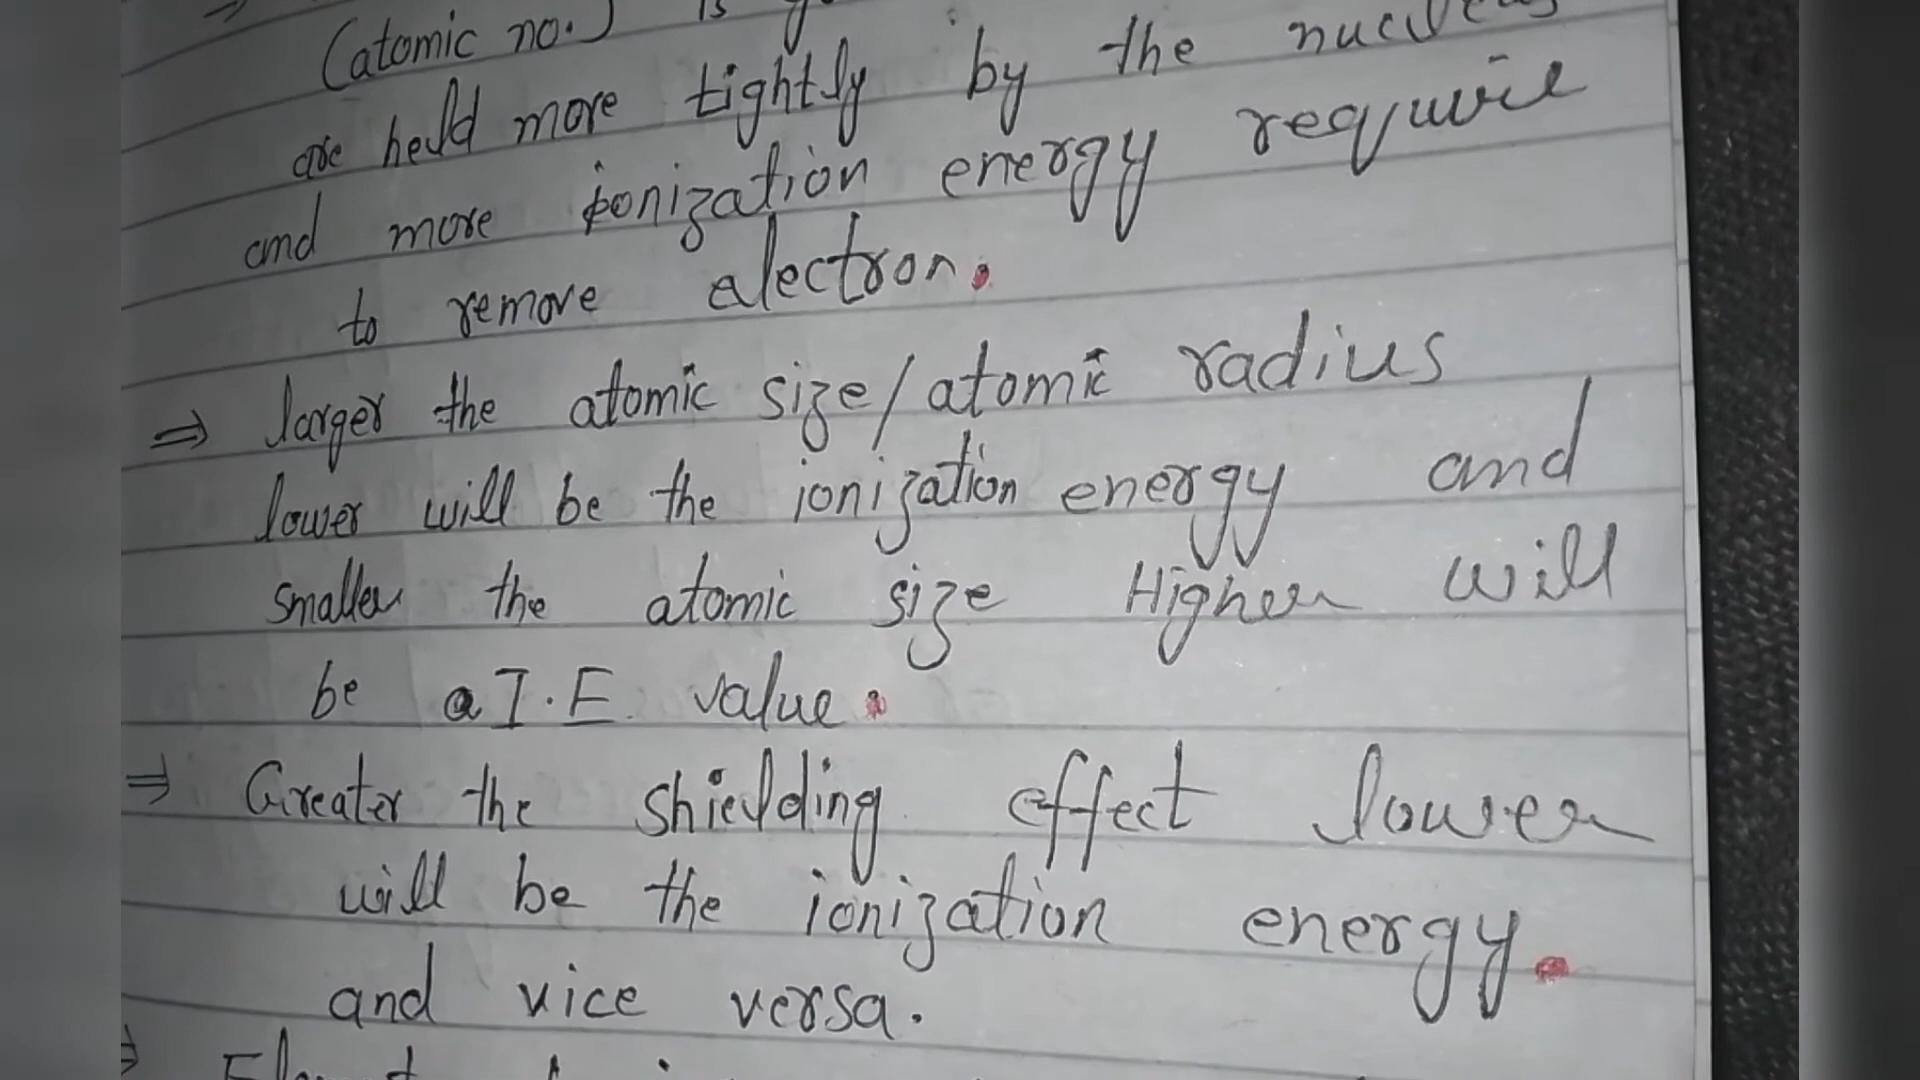 (atomic no.) is
are held more tightly by the nucleus
and more ionization energy require
to remove electron.
⇒ larger the atomic size/atomic radius
lower will be the ionization energy and
smaller the atomic size Higher will
be a I.E. value.
⇒ Greater the shielding effect lower
will be the ionization energy.
and vice versa.
⇒